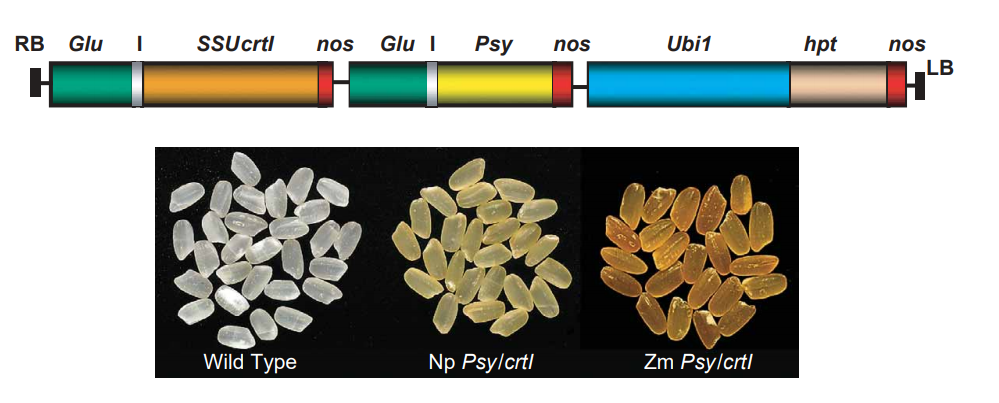 RB Glu I SSUcrtI nos Glu I Psy nos Ubi1 hpt nos LB
Wild Type Np Psy/crtI Zm Psy/crtI